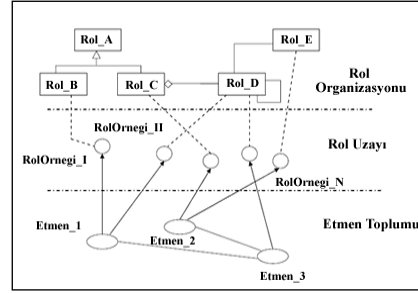 Rol_A
Rol_E
Rol_B
Rol_C
Rol_D
Rol
Organizasyonu
RolOrnegi_II
Rol Uzayı
RolOrnegi_I
RolOrnegi_N
Etmen_1
Etmen_2
Etmen Toplumu
Etmen_3